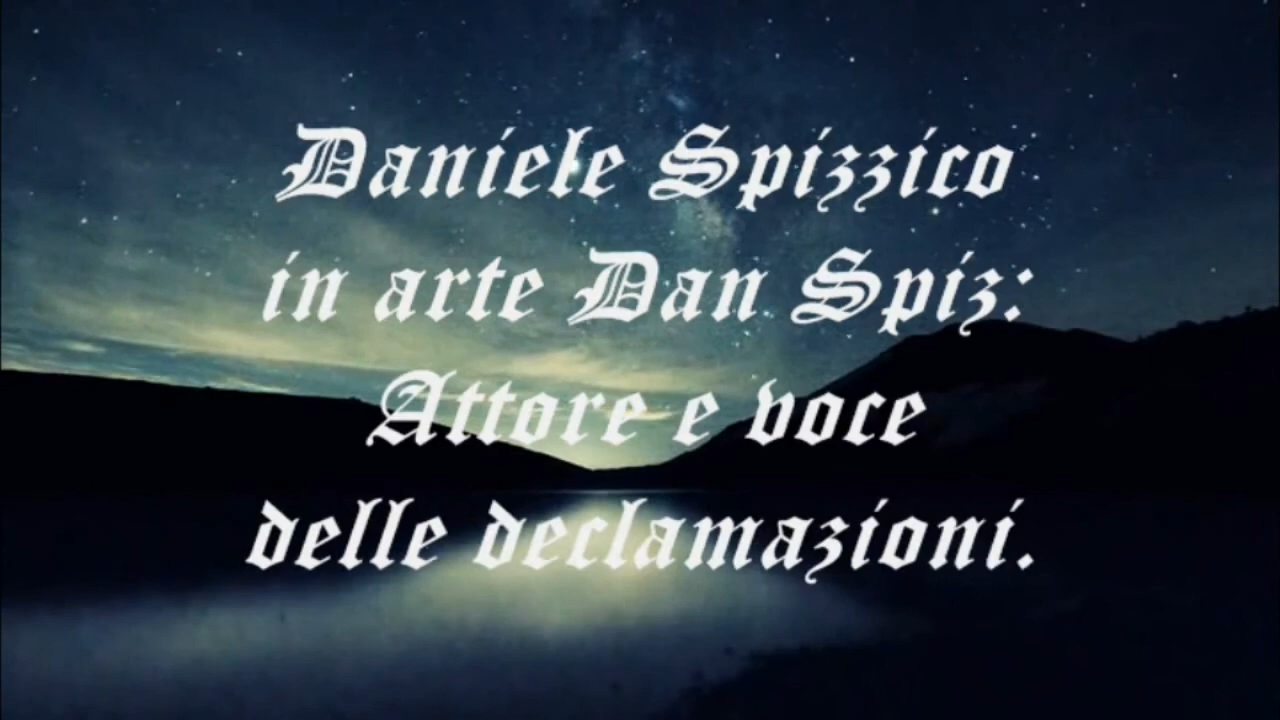 Daniele Spizzico
in arte Dan Spiz:
Attore e voce
delle declamazioni.